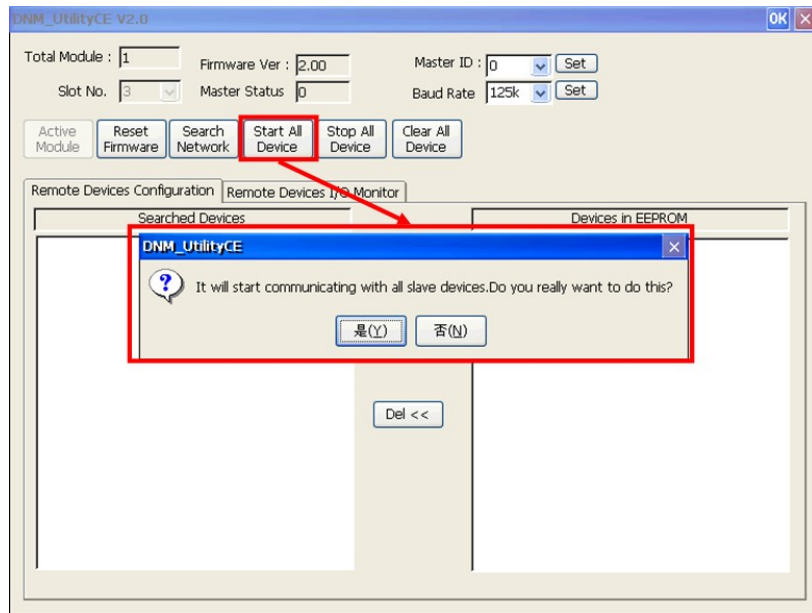 DNM_UtilityCE V2.0 OK
Total Module : 1 Firmware Ver : 2.00 Master ID : 0 Set
Slot No. 3 Master Status 0 Baud Rate 125k Set
Active Module Reset Firmware Search Network Start All Device Stop All Device Clear All Device
Remote Devices Configuration Remote Devices I/O Monitor
Searched Devices Devices in EEPROM
DNM_UtilityCE
It will start communicating with all slave devices.Do you really want to do this?
是(Y) 否(N)
Del <<